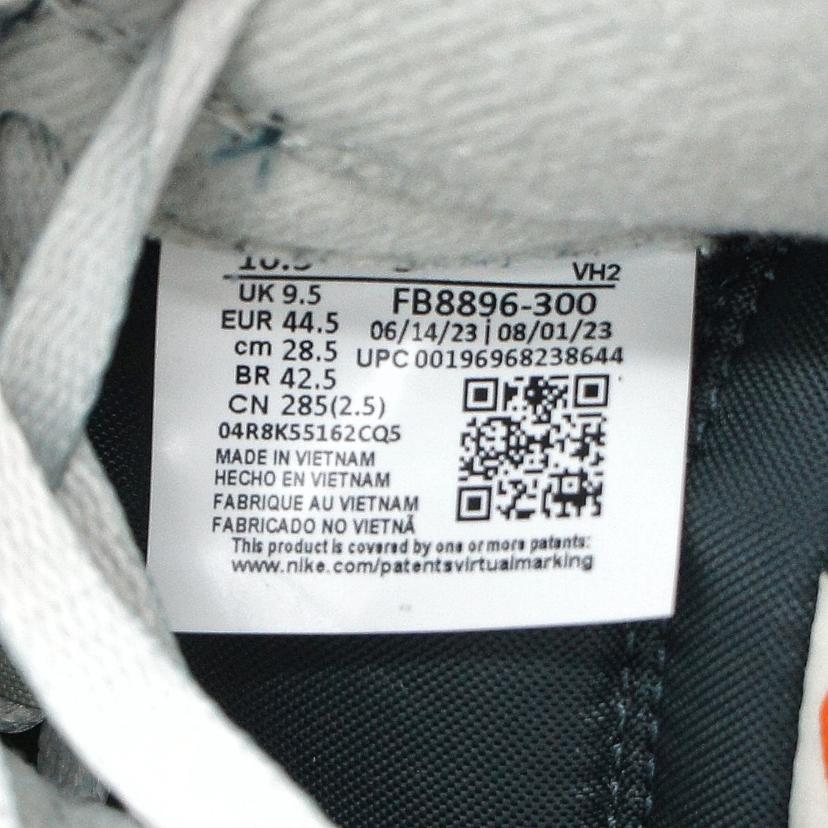 10.5
VH2
UK 9.5
FB8896-300
EUR 44.5
06/14/23 | 08/01/23
cm 28.5
UPC 00196968238644
BR 42.5
CN 285(2.5)
04R8K55162CQ5
MADE IN VIETNAM
HECHO EN VIETNAM
FABRIQUE AU VIETNAM
FABRICADO NO VIETNÃ
This product is covered by one or more patents:
www.nike.com/patentsvirtualmarking